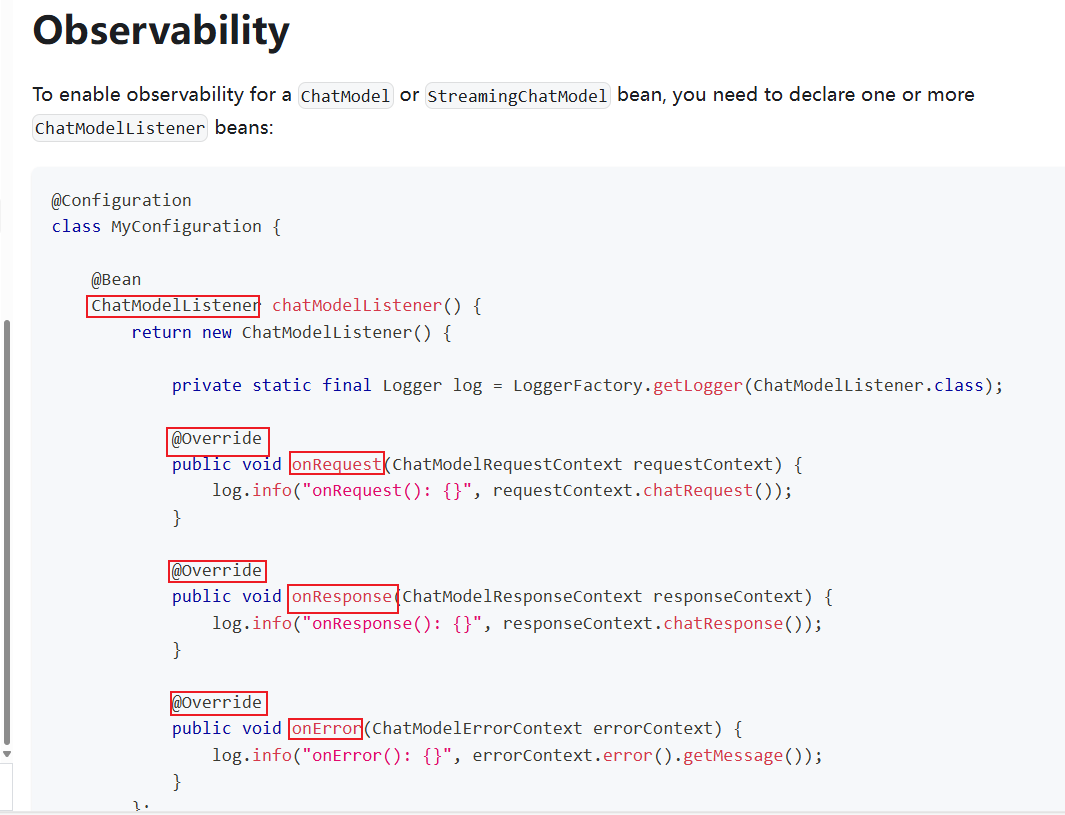 Observability
To enable observability for a ChatModel or StreamingChatModel bean, you need to declare one or more
ChatModelListener beans:
@Configuration
class MyConfiguration {
@Bean
ChatModelListener chatModelListener() {
return new ChatModelListener() {
private static final Logger log = LoggerFactory.getLogger(ChatModelListener.class);
@Override
public void onRequest(ChatModelRequestContext requestContext) {
log.info("onRequest(): {}", requestContext.chatRequest());
}
@Override
public void onResponse(ChatModelResponseContext responseContext) {
log.info("onResponse(): {}", responseContext.chatResponse());
}
@Override
public void onError(ChatModelErrorContext errorContext) {
log.info("onError(): {}", errorContext.error().getMessage());
}
};